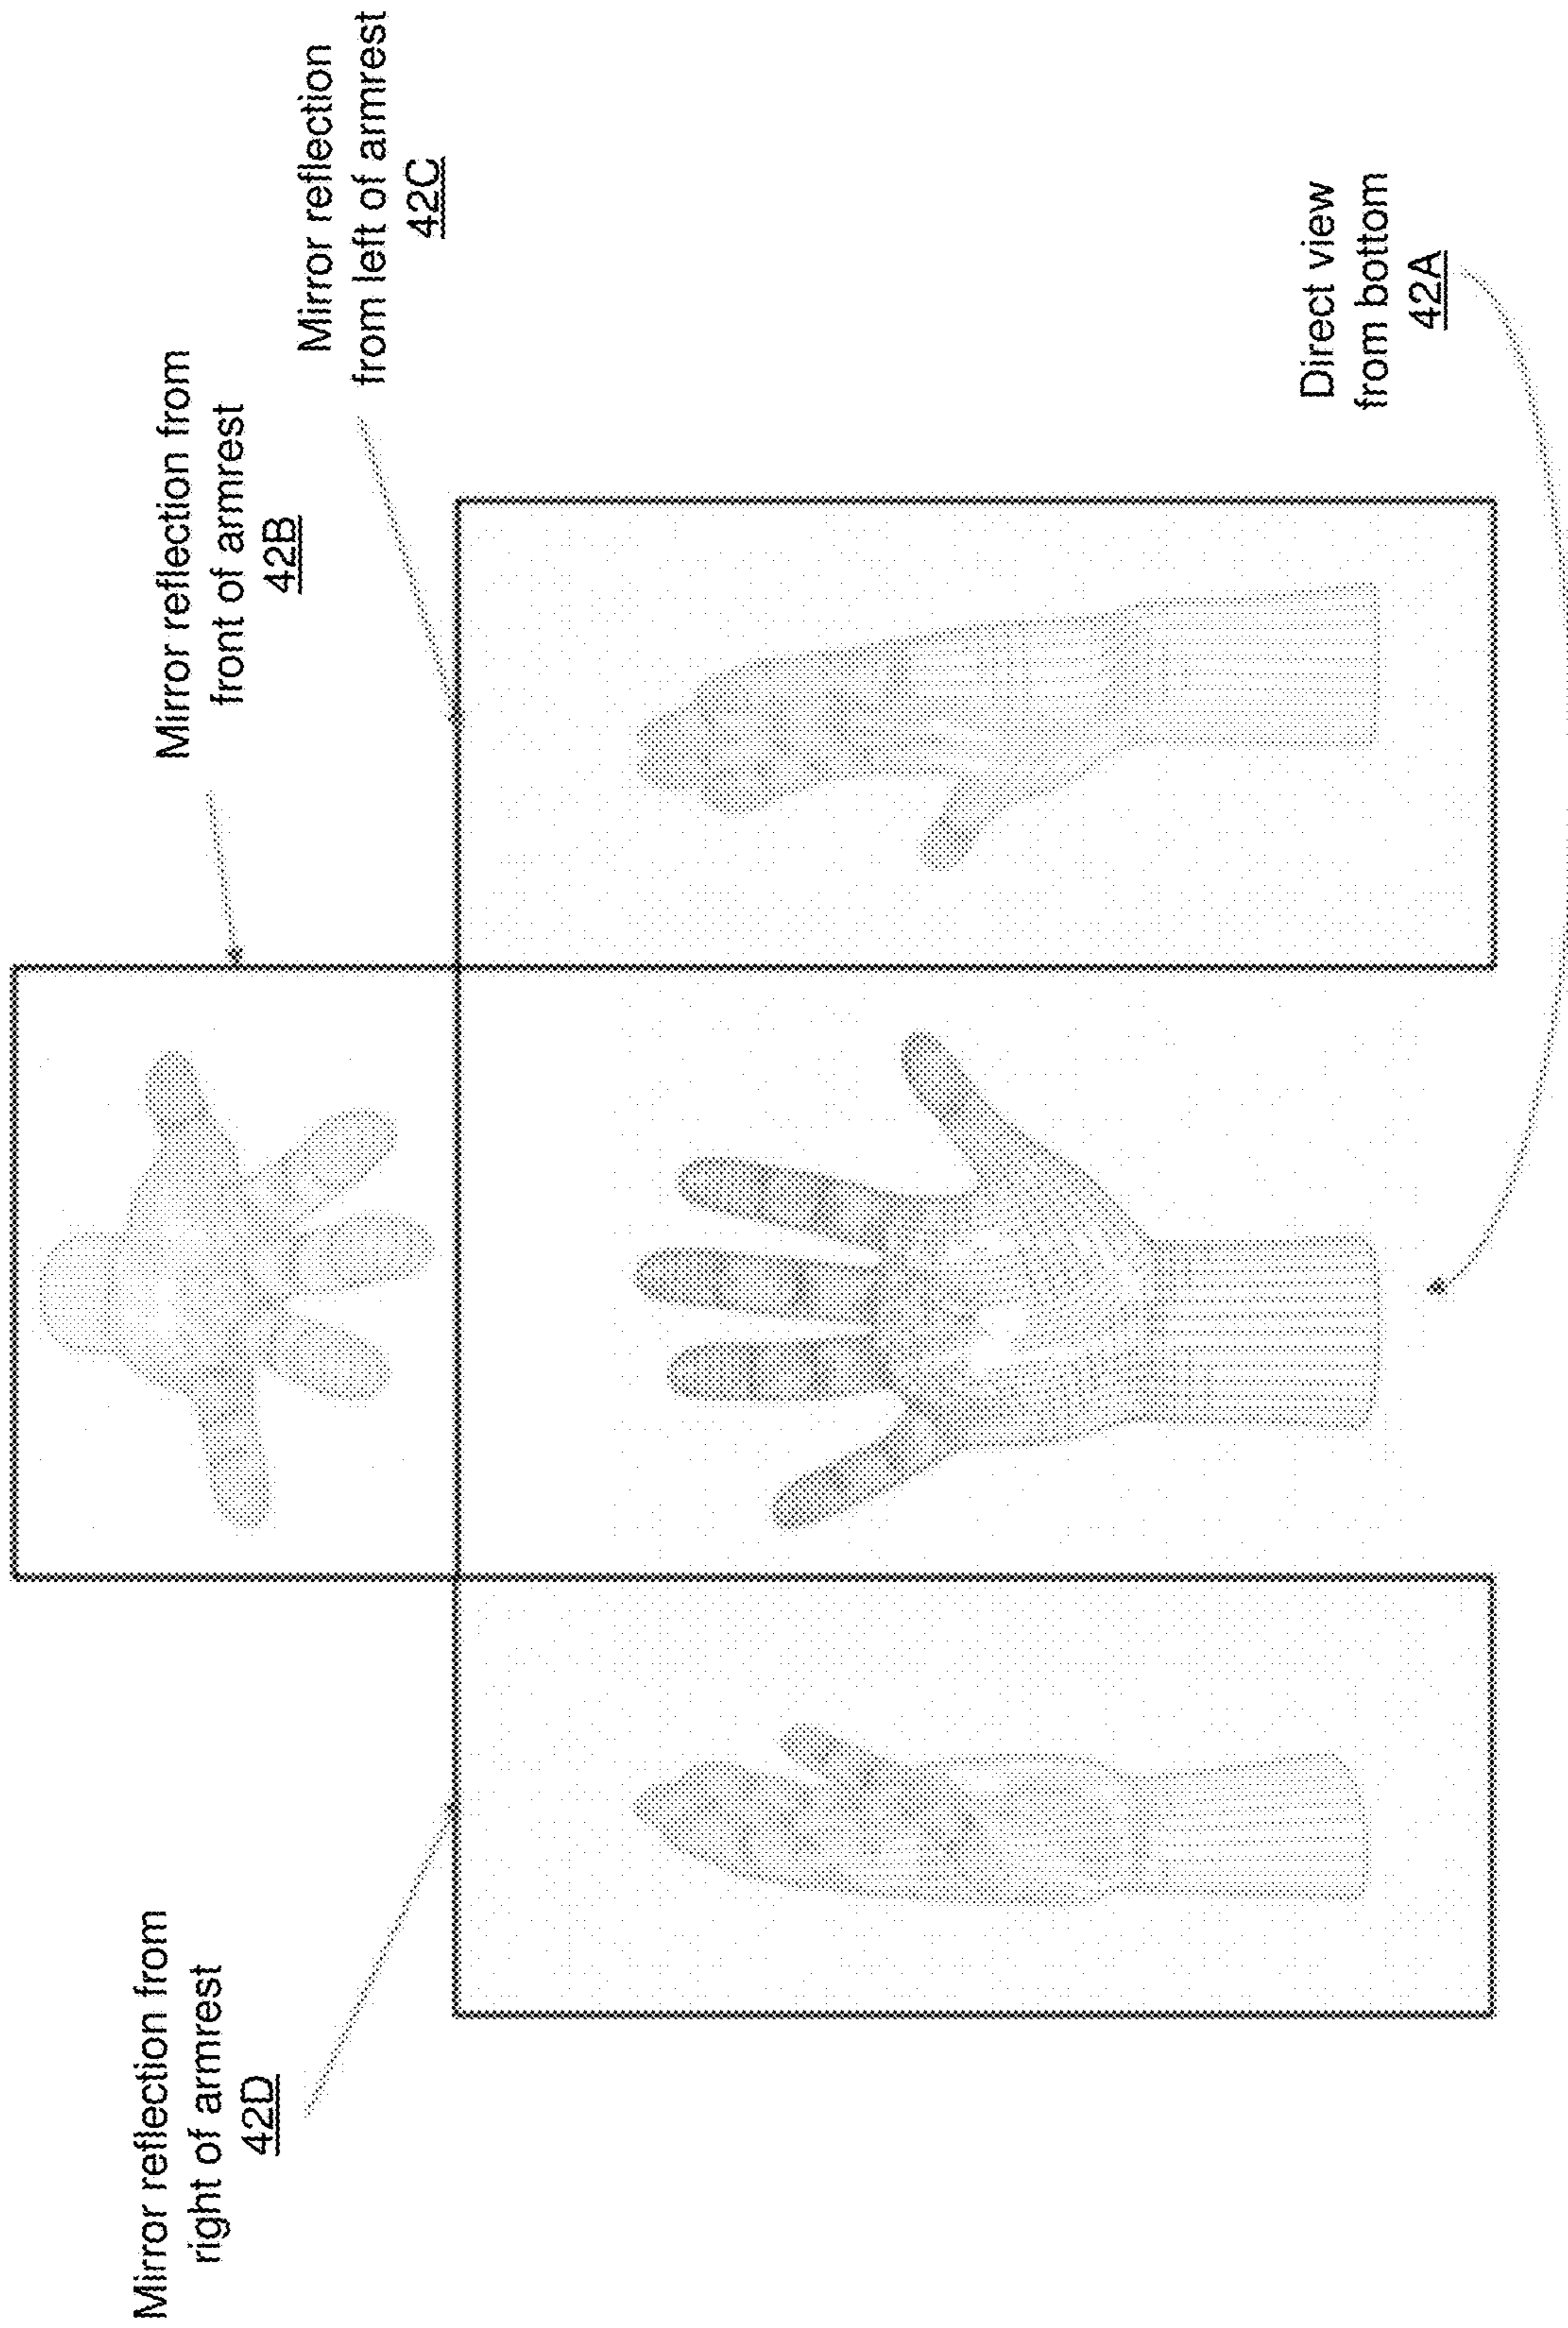 Mirror reflection from
right of armrest
42D
Mirror reflection from
front of armrest
42B
Mirror reflection
from left of armrest
42C
Direct view
from bottom
42A